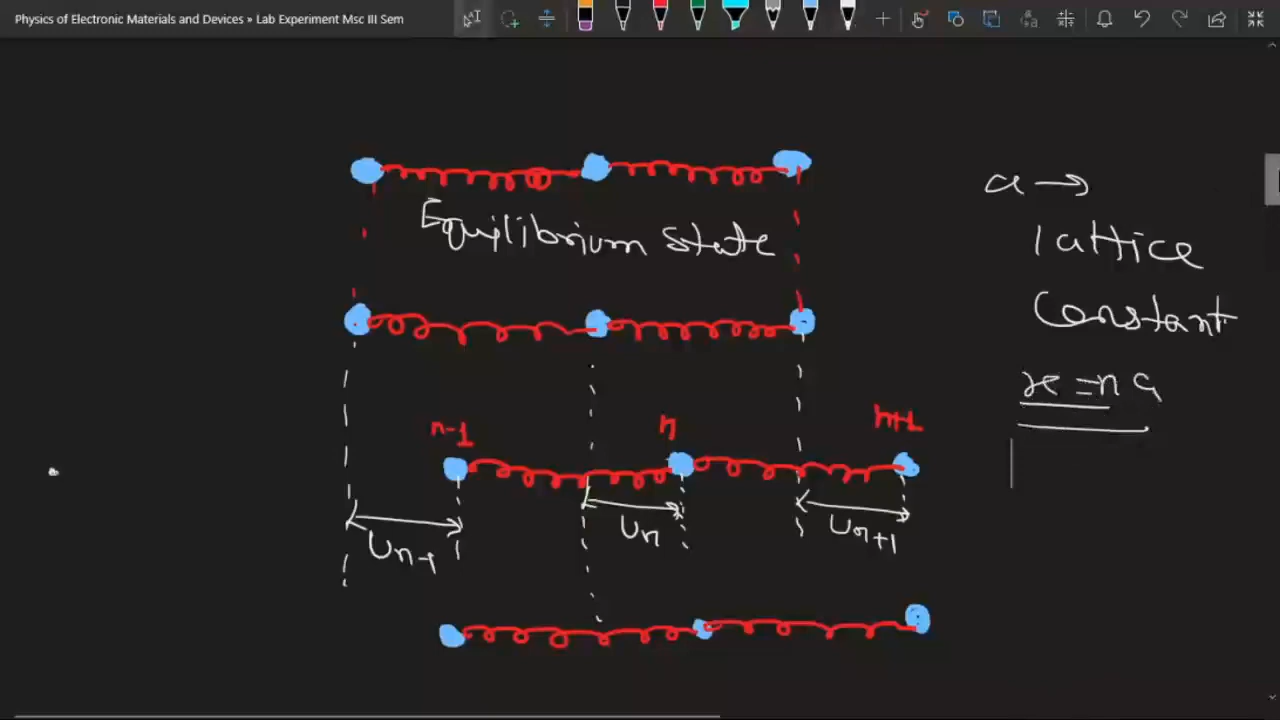 Physics of Electronic Materials and Devices » Lab Experiment Msc III Sem
Equilibrium State
a →
lattice
Constant
x = na
n-1 n n+1
Un-1 Un Un+1